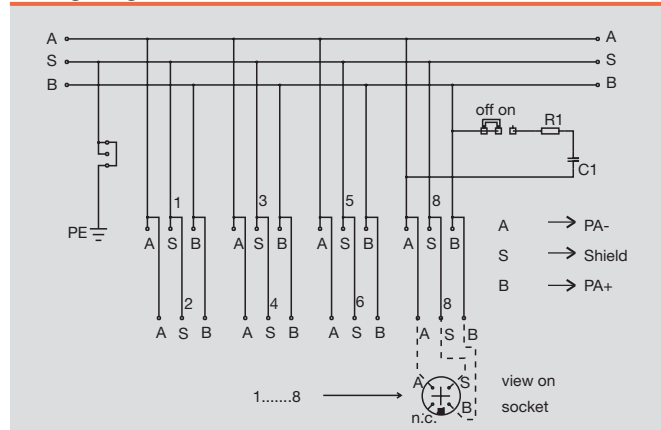 A A
S S
B B
off on
R1
C1
1 3 5 8
PE
A S B A S B A S B A S B
A → PA-
S → Shield
B → PA+
2 4 6 8
A S B A S B A S B A S B
A S
view on
1.......8
B
socket
n.c.